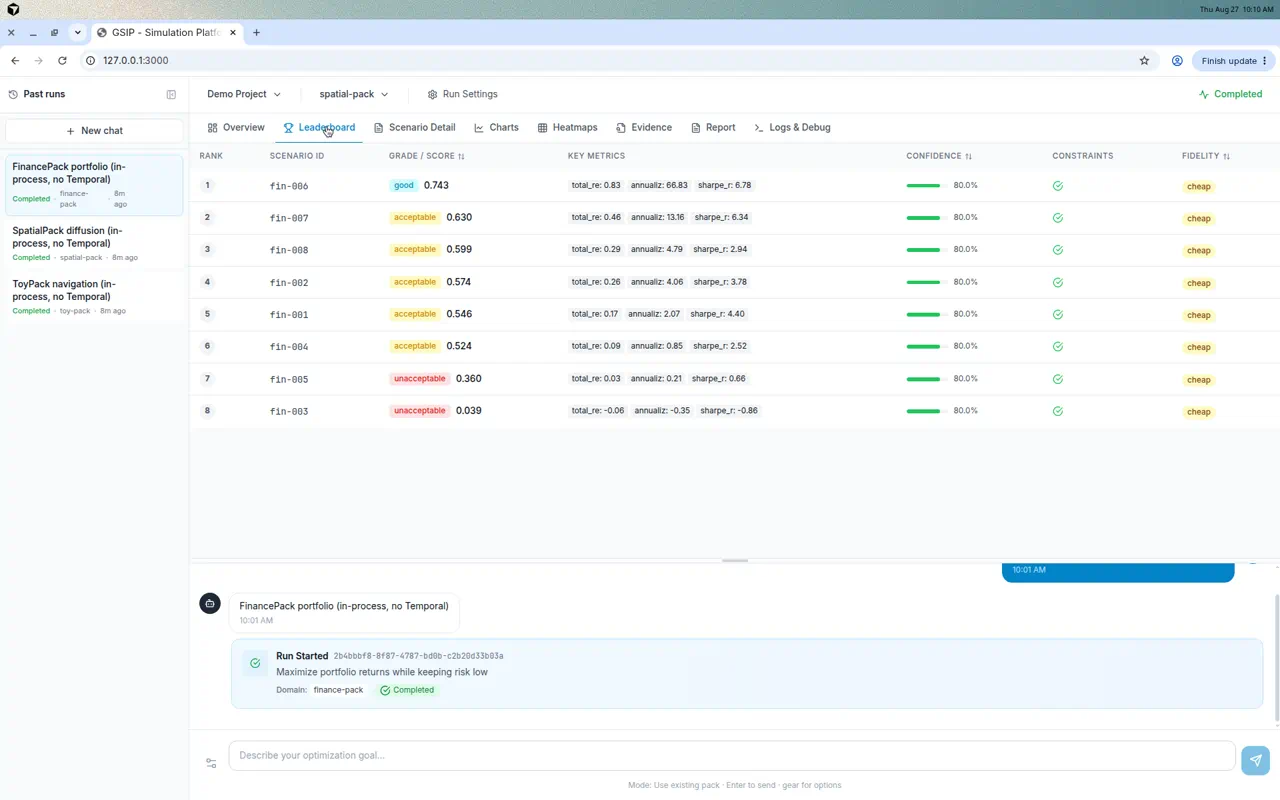 Thu Aug 27 10:10 AM
GSIP - Simulation Platfo
127.0.0.1:3000
Finish update
Past runs
Demo Project
spatial-pack
Run Settings
Completed
New chat
Overview
Leaderboard
Scenario Detail
Charts
Heatmaps
Evidence
Report
Logs & Debug
FinancePack portfolio (in-
process, no Temporal)
Completed · finance-pack · 8m ago
SpatialPack diffusion (in-
process, no Temporal)
Completed · spatial-pack · 8m ago
ToyPack navigation (in-
process, no Temporal)
Completed · toy-pack · 8m ago
RANK SCENARIO ID GRADE / SCORE KEY METRICS CONFIDENCE CONSTRAINTS FIDELITY
1 fin-006 good 0.743 total_re: 0.83 annualiz: 66.83 sharpe_r: 6.78 80.0% cheap
2 fin-007 acceptable 0.630 total_re: 0.46 annualiz: 13.16 sharpe_r: 6.34 80.0% cheap
3 fin-008 acceptable 0.599 total_re: 0.29 annualiz: 4.79 sharpe_r: 2.94 80.0% cheap
4 fin-002 acceptable 0.574 total_re: 0.26 annualiz: 4.06 sharpe_r: 3.78 80.0% cheap
5 fin-001 acceptable 0.546 total_re: 0.17 annualiz: 2.07 sharpe_r: 4.40 80.0% cheap
6 fin-004 acceptable 0.524 total_re: 0.09 annualiz: 0.85 sharpe_r: 2.52 80.0% cheap
7 fin-005 unacceptable 0.360 total_re: 0.03 annualiz: 0.21 sharpe_r: 0.66 80.0% cheap
8 fin-003 unacceptable 0.039 total_re: -0.06 annualiz: -0.35 sharpe_r: -0.86 80.0% cheap
10:01 AM
FinancePack portfolio (in-process, no Temporal)
10:01 AM
Run Started 2b4bbbf8-8f87-4787-bd0b-c2b20d33b03a
Maximize portfolio returns while keeping risk low
Domain: finance-pack Completed
Describe your optimization goal...
Mode: Use existing pack · Enter to send · gear for options